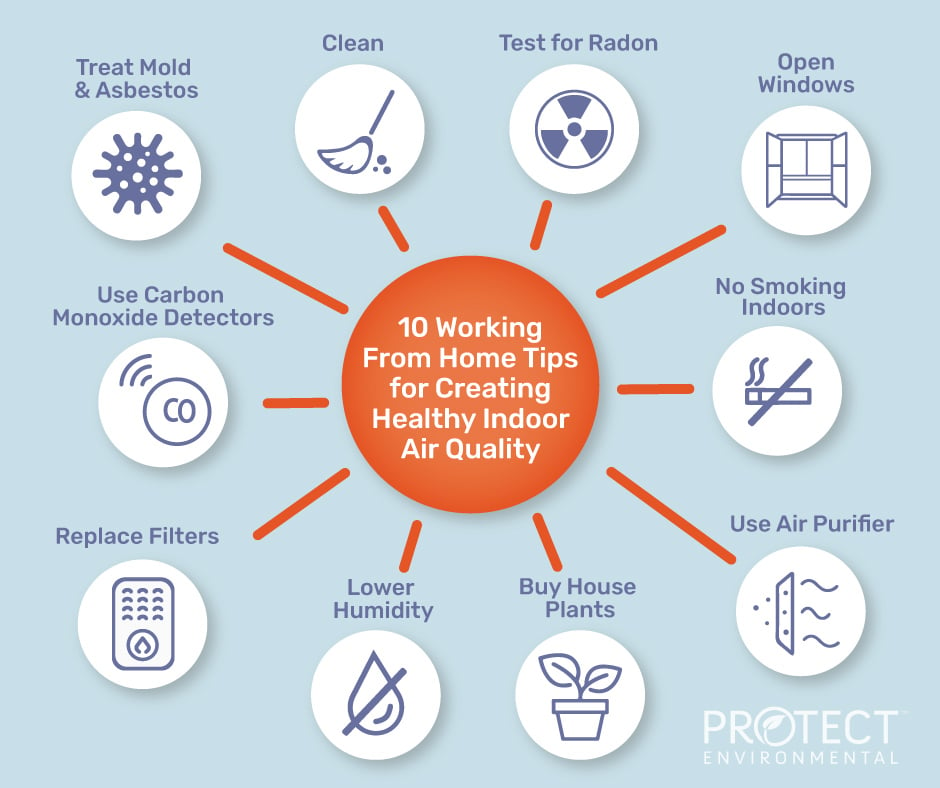 Clean
Test for Radon
Treat Mold
& Asbestos
Open
Windows
10 Working
From Home Tips
for Creating
Healthy Indoor
Air Quality
Use Carbon
Monoxide Detectors
CO
No Smoking
Indoors
Replace Filters
Lower
Humidity
Buy House
Plants
Use Air Purifier
PROTECT
ENVIRONMENTAL